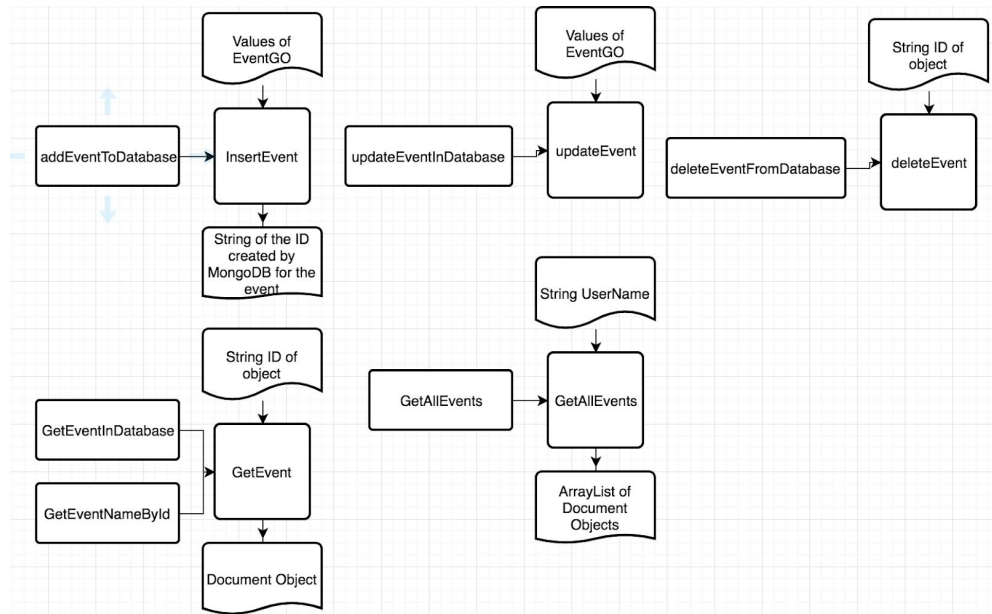 Values of
EventGO
addEventToDatabase
InsertEvent
String of the ID
created by
MongoDB for the
event
Values of
EventGO
updateEventInDatabase
updateEvent
String ID of
object
deleteEventFromDatabase
deleteEvent
String ID of
object
GetEventInDatabase
GetEventNameById
GetEvent
Document Object
String UserName
GetAllEvents
GetAllEvents
ArrayList of
Document
Objects